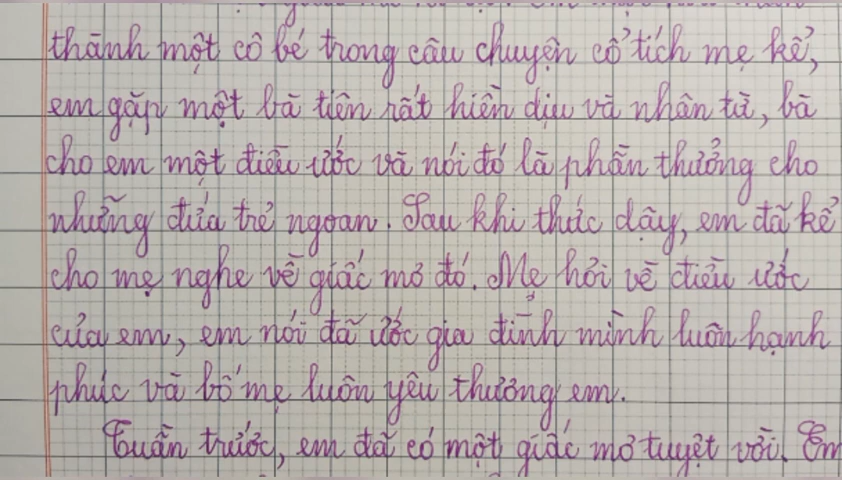 thành một cô bé trong câu chuyện cổ tích mẹ kể,
em gặp một bà tiên rất hiền dịu và nhân từ, bà
cho em một điều ước và nói đó là phần thưởng cho
những đứa trẻ ngoan. Sau khi thức dậy, em đã kể
cho mẹ nghe về giấc mơ đó. Mẹ hỏi về điều ước
của em, em nói đã ước gia đình mình luôn hạnh
phúc và bố mẹ luôn yêu thương em.
Tuần trước, em đã có một giấc mơ tuyệt vời. Em